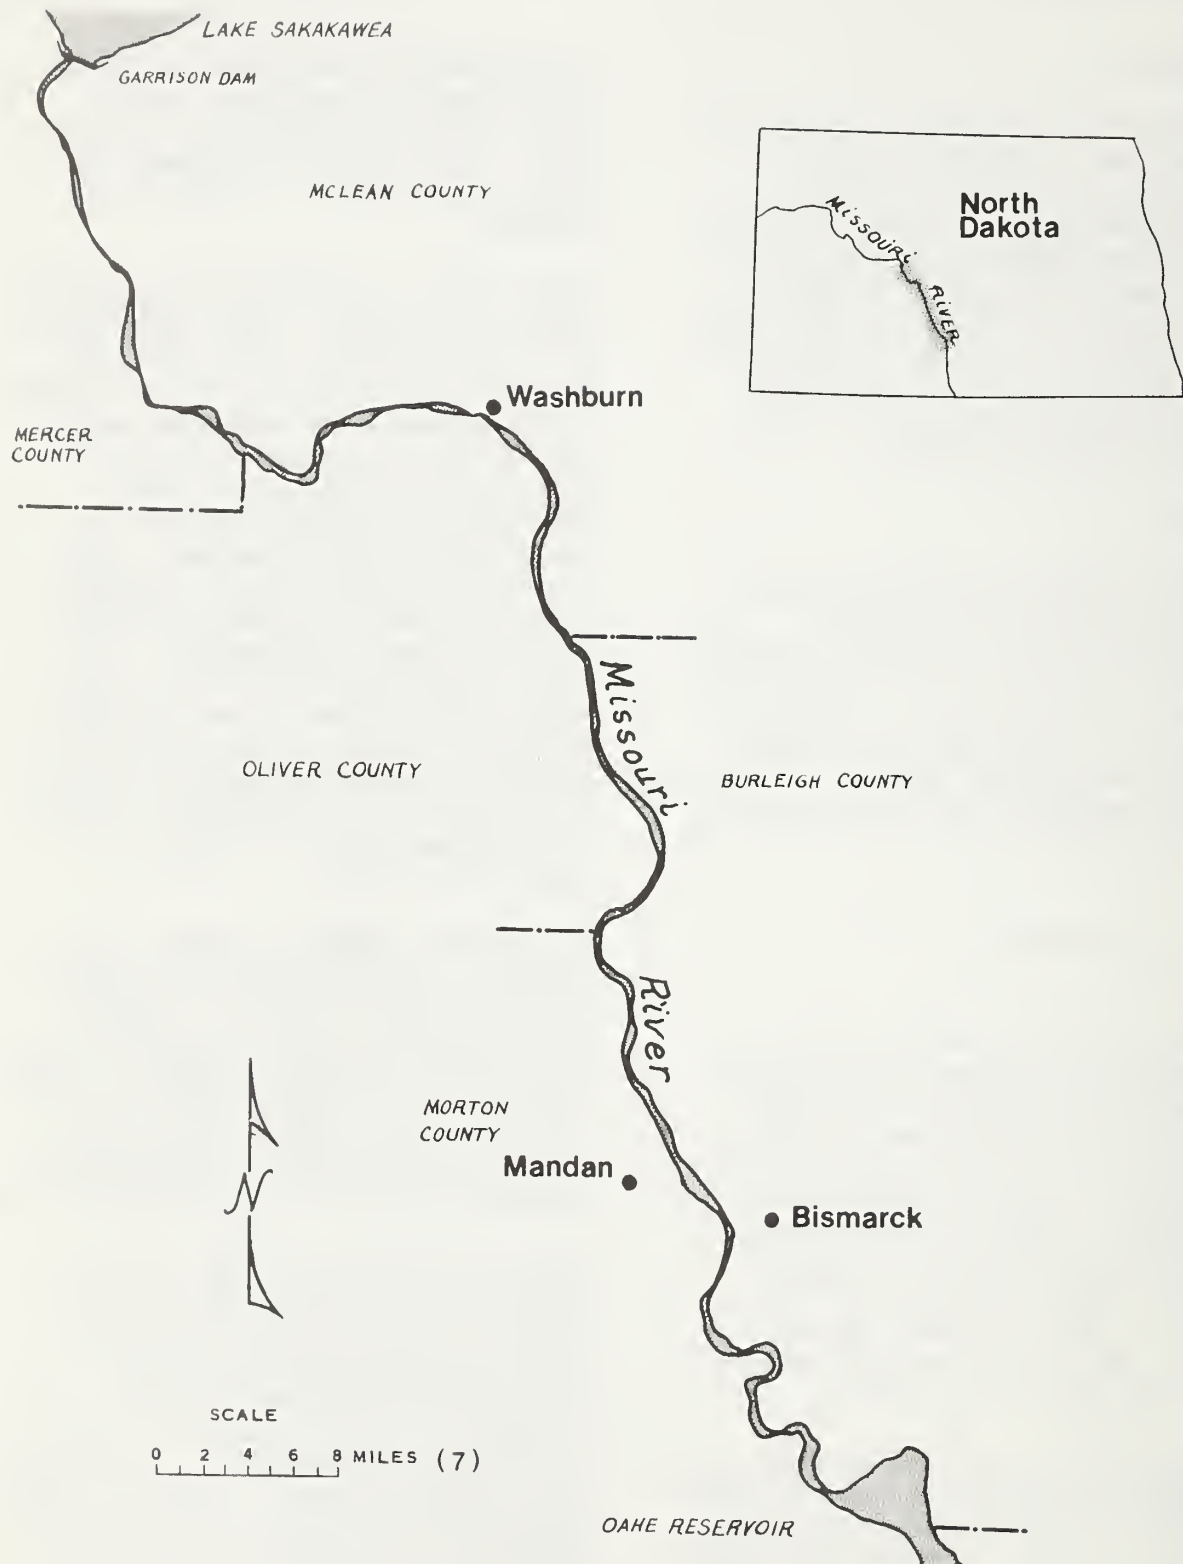 LAKE SAKAKAWEA
GARRISON DAM
MCLEAN COUNTY
North
Dakota
Missouri
River
Washburn
MERCER
COUNTY
Missouri
OLIVER COUNTY
BURLEIGH COUNTY
River
MORTON
COUNTY
Mandan
N
Bismarck
SCALE
0 2 4 6 8 MILES (7)
OAHE RESERVOIR